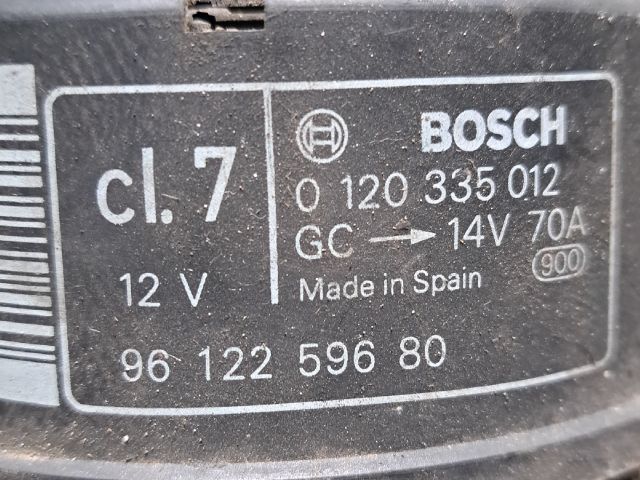 cl. 7
12 V
96 122 596 80
BOSCH
0 120 335 012
GC → 14V 70A
Made in Spain
900